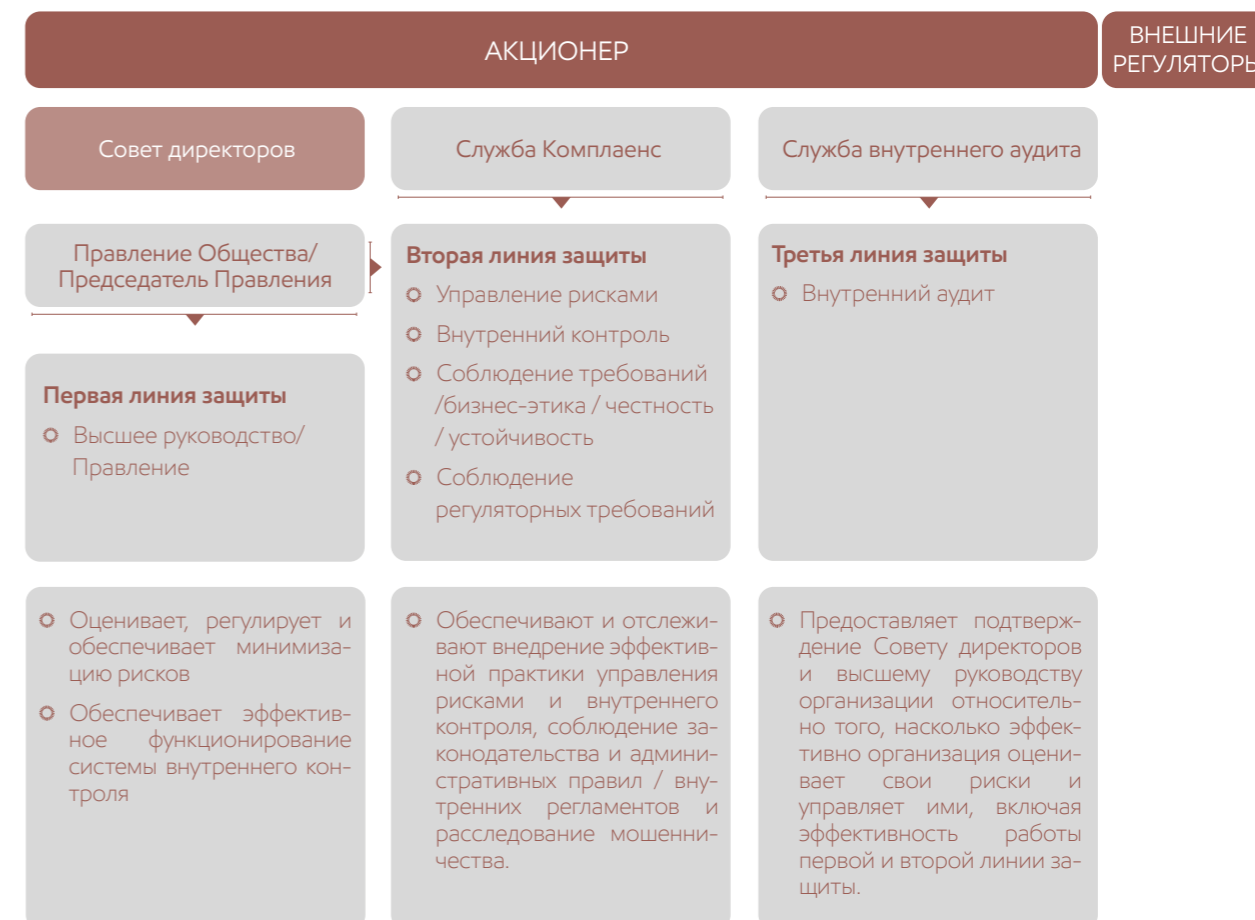 АКЦИОНЕР
ВНЕШНИЕ
РЕГУЛЯТОРЫ
Совет директоров
Служба Комплаенс
Служба внутреннего аудита
Правление Общества/
Председатель Правления
Первая линия защиты
Высшее руководство/
Правление
Вторая линия защиты
Управление рисками
Внутренний контроль
Соблюдение требований
/бизнес-этика / честность
/ устойчивость
Соблюдение
регуляторных требований
Третья линия защиты
Внутренний аудит
Оценивает, регулирует и
обеспечивает минимиза-
цию рисков
Обеспечивает эффектив-
ное функционирование
системы внутреннего кон-
троля
Обеспечивают и отслежи-
вают внедрение эффектив-
ной практики управления
рисками и внутреннего
контроля, соблюдение за-
конодательства и админи-
стративных правил / вну-
тренних регламентов и
расследование мошенни-
чества.
Предоставляет подтверж-
дение Совету директоров
и высшему руководству
организации относитель-
но того, насколько эффек-
тивно организация оцени-
вает свои риски и
управляет ими, включая
эффективность работы
первой и второй линии за-
щиты.